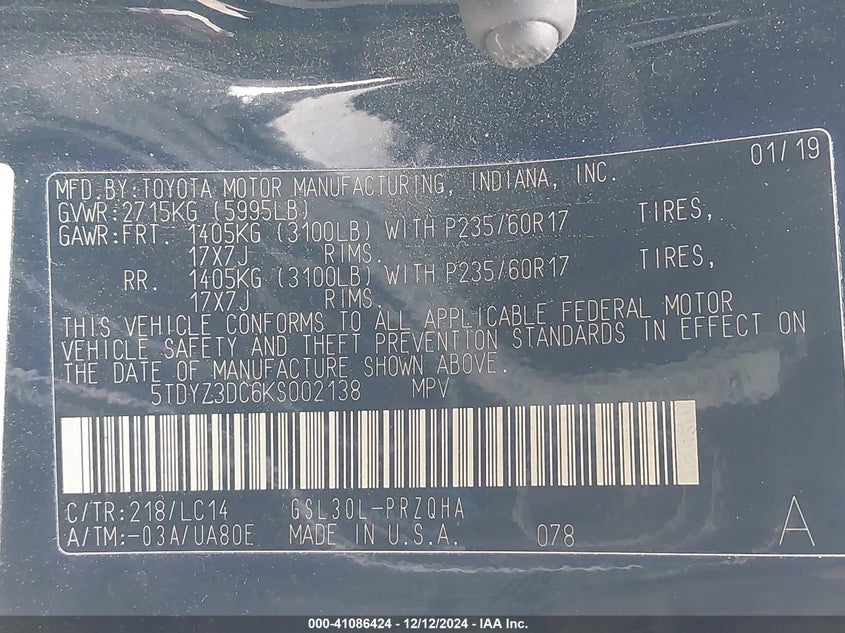 01/19
MFD.BY:TOYOTA MOTOR MANUFACTURING, INDIANA, INC.
GVWR:2715KG (5995LB)
GAWR:FRT. 1405KG (3100LB) WITH P235/60R17 TIRES,
17X7J RIMS.
RR. 1405KG (3100LB) WITH P235/60R17 TIRES,
17X7J RIMS.
THIS VEHICLE CONFORMS TO ALL APPLICABLE FEDERAL MOTOR
VEHICLE SAFETY AND THEFT PREVENTION STANDARDS IN EFFECT ON
THE DATE OF MANUFACTURE SHOWN ABOVE.
5TDYZ3DC6KS002138 MPV
C/TR:218/LC14 GSL30L-PRZQHA
A/TM:-03A/UA80E MADE IN U.S.A. 078 A
000-41086424 - 12/12/2024 - IAA Inc.